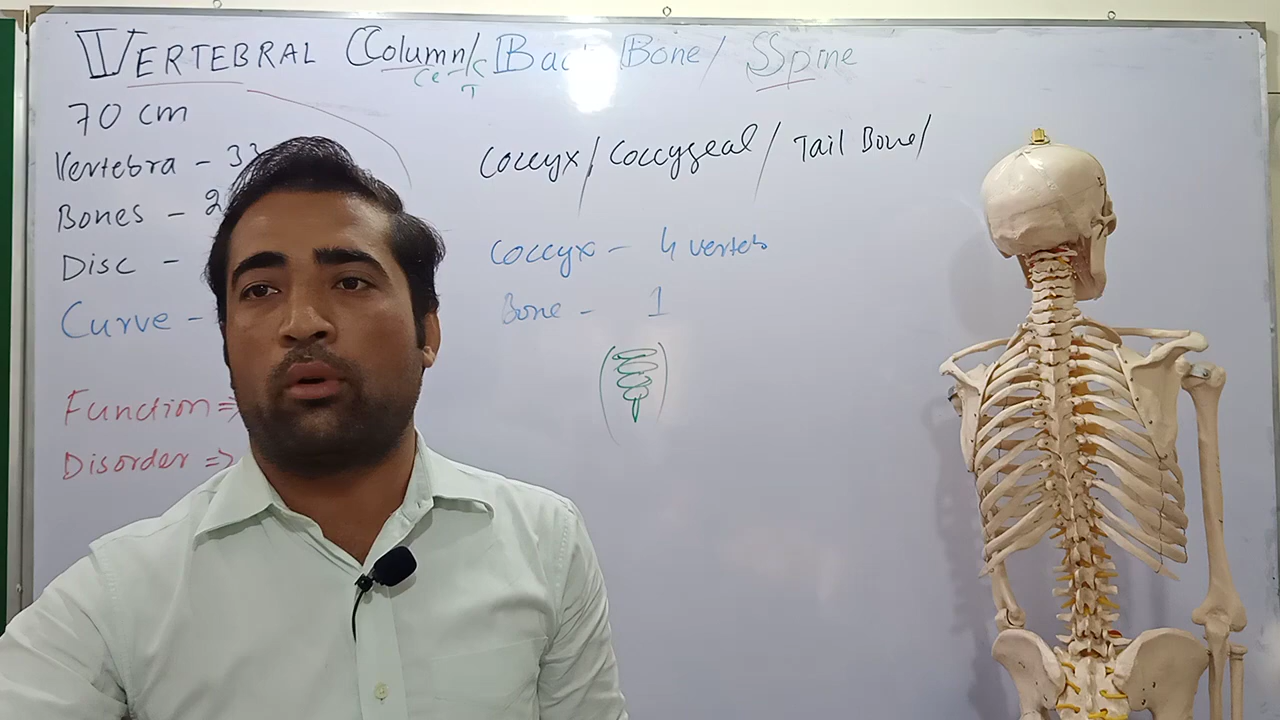 VERTEBRAL Column/ Back Bone/ Spine
70 cm
Vertebra - 33
Bones - 2
Disc -
Curve -
Function =>
Disorder =>
Coccyx/ Coccygeal/ Tail Bone/
Coccyx - 4 verteb
Bone - 1